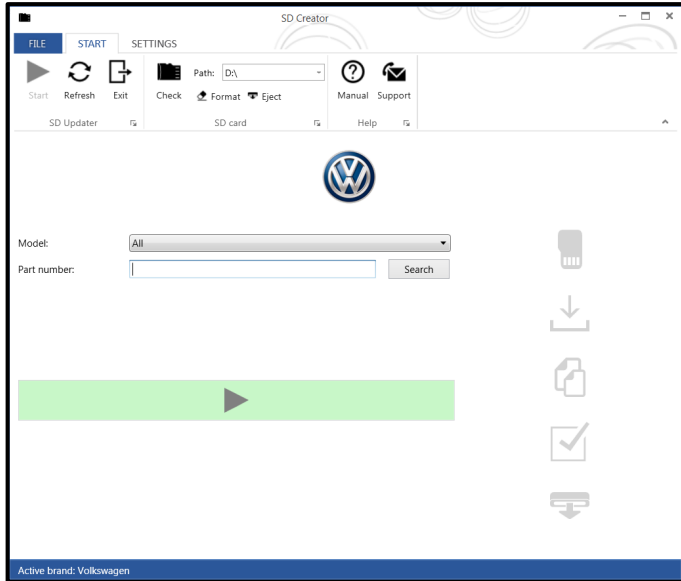 SD Creator
FILE START SETTINGS
Start Refresh Exit Check Path: D:\ Format Eject Manual Support
SD Updater SD card Help
Model: All
Part number: Search
Active brand: Volkswagen